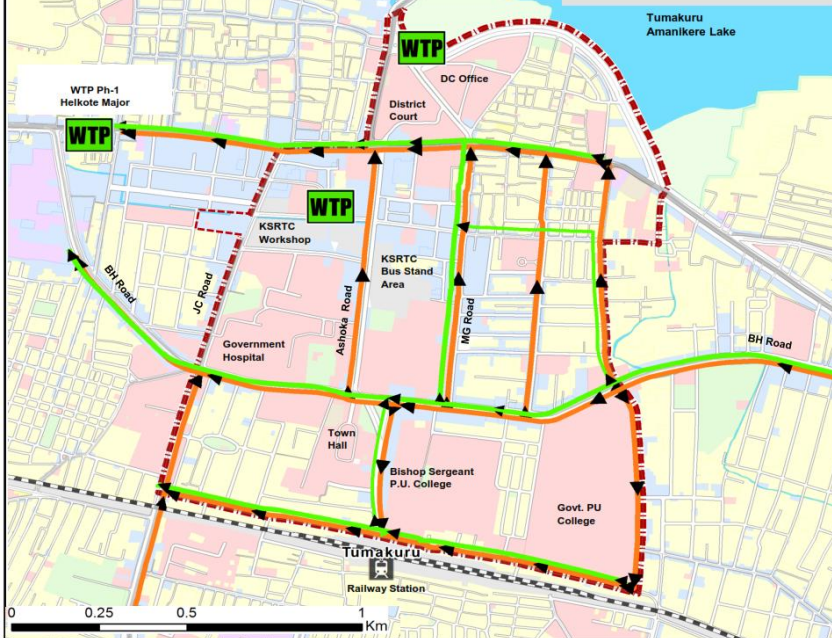 Tumakuru
Amanikere Lake
WTP
DC Office
WTP Ph-1
Helkote Major
District
Court
WTP
WTP
KSRTC
Workshop
KSRTC
Bus Stand
Area
BH Road
JC Road
Ashoka Road
MG Road
BH Road
Government
Hospital
Town
Hall
Bishop Sergeant
P.U. College
Govt. PU
College
Tumakuru
Railway Station
0 0.25 0.5 1
Km